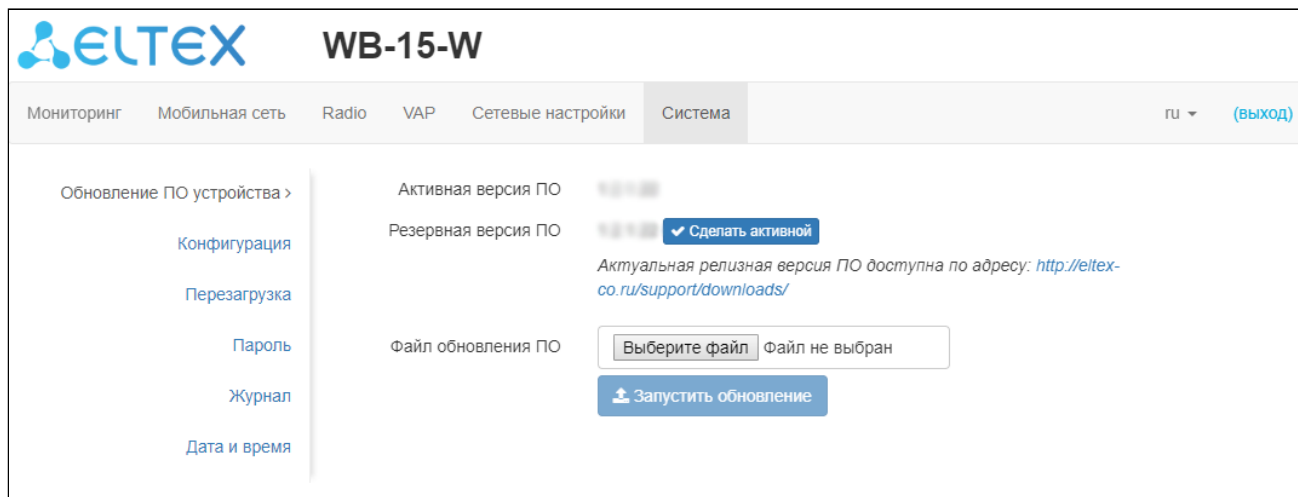 ELTEX
WB-15-W
Мониторинг Мобильная сеть Radio VAP Сетевые настройки Система ru (выход)
Обновление ПО устройства >
Конфигурация
Перезагрузка
Пароль
Журнал
Дата и время
Активная версия ПО
Резервная версия ПО Сделать активной
Актуальная релизная версия ПО доступна по адресу: http://eltex-
co.ru/support/downloads/
Файл обновления ПО Выберите файл Файл не выбран
Запустить обновление